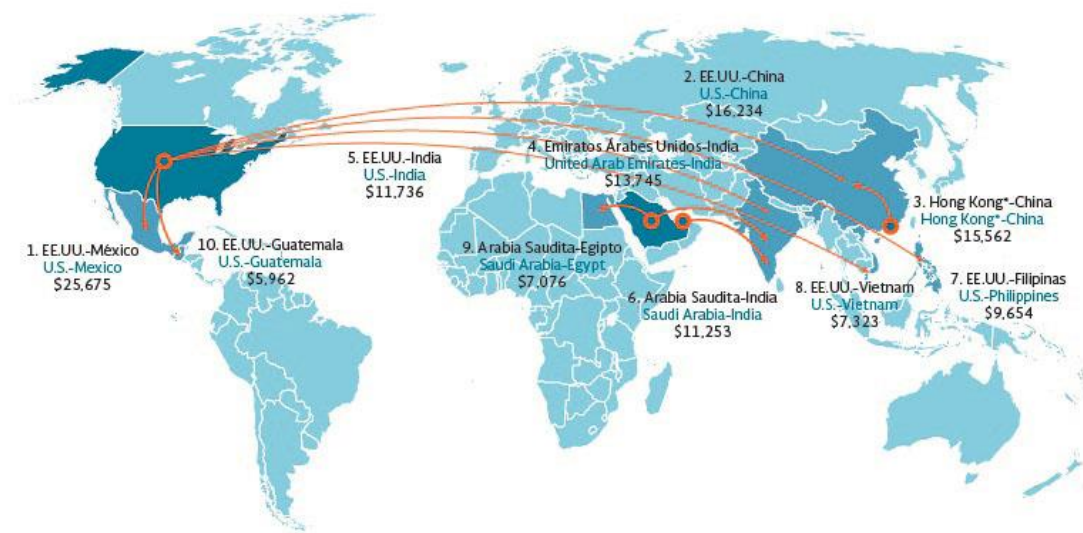 2. EE.UU.-China
U.S.-China
$16,234
5. EE.UU.-India
U.S.-India
$11,736
4. Emiratos Árabes Unidos-India
United Arab Emirates-India
$13,745
3. Hong Kong*-China
Hong Kong*-China
$15,562
1. EE.UU.-México
U.S.-Mexico
$25,675
10. EE.UU.-Guatemala
U.S.-Guatemala
$5,962
9. Arabia Saudita-Egipto
Saudi Arabia-Egypt
$7,076
6. Arabia Saudita-India
Saudi Arabia-India
$11,253
8. EE.UU.-Vietnam
U.S.-Vietnam
$7,323
7. EE.UU.-Filipinas
U.S.-Philippines
$9,654